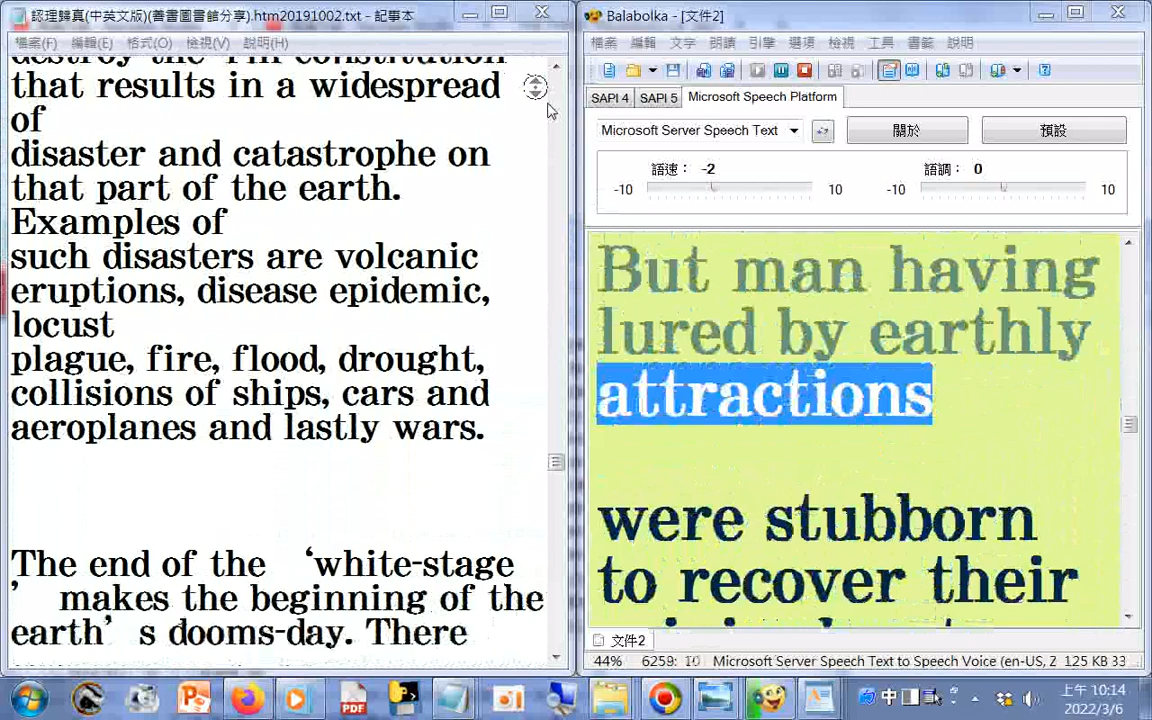 認理歸真(中英文版)(善書圖書館分享).htm20191002.txt - 記事本
檔案(F) 編輯(E) 格式(O) 檢視(V) 說明(H)
that results in a widespread
of
disaster and catastrophe on
that part of the earth.
Examples of
such disasters are volcanic
eruptions, disease epidemic,
locust
plague, fire, flood, drought,
collisions of ships, cars and
aeroplanes and lastly wars.
The end of the ‘white-stage
’ makes the beginning of the
earth’s dooms-day. There
Balabolka - [文件2]
檔案 編輯 文字 朗讀 引擎 選項 檢視 工具 書籤 說明
SAPI 4 SAPI 5 Microsoft Speech Platform
Microsoft Server Speech Text 關於 預設
語速： -2 語調： 0
-10 10 -10 10
But man having
lured by earthly
attractions
were stubborn
to recover their
文件2
44% 6259: 10 Microsoft Server Speech Text to Speech Voice (en-US, Z 125 KB 33
中 上午 10:14
2022/3/6